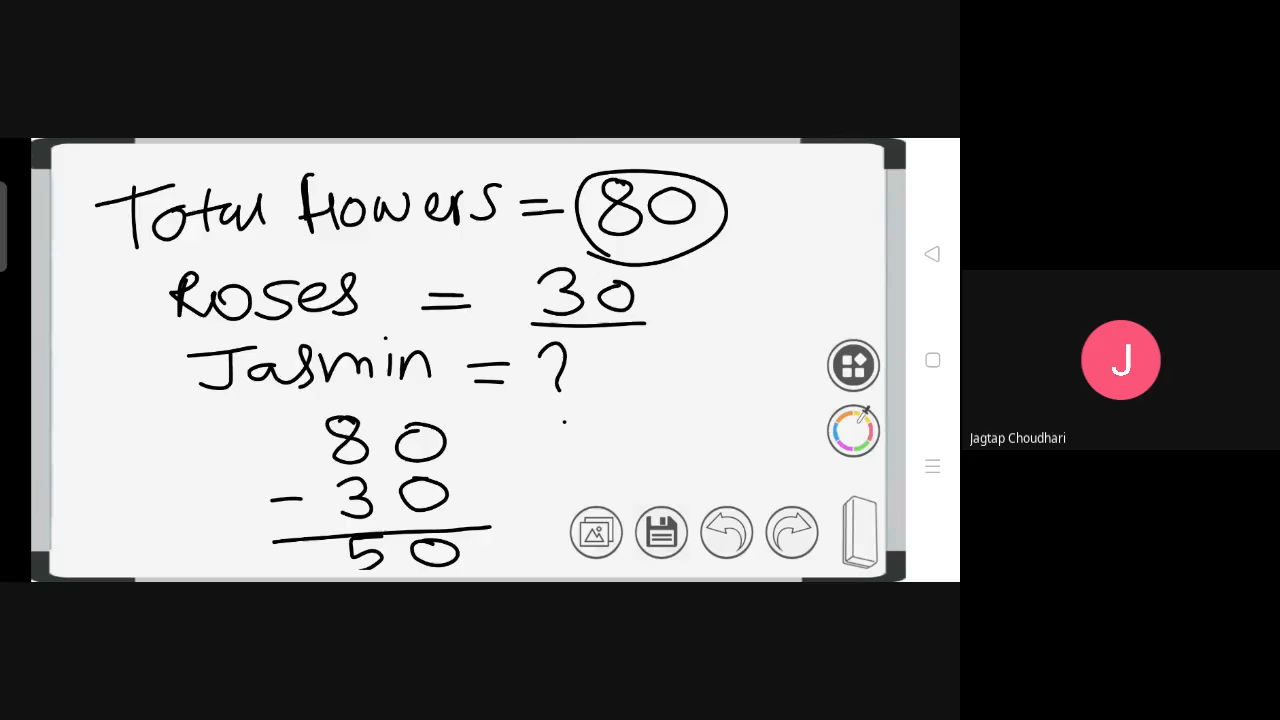 Total flowers = 80
Roses = 30
Jasmin = ?
80
- 30
50
J
Jagtap Choudhari